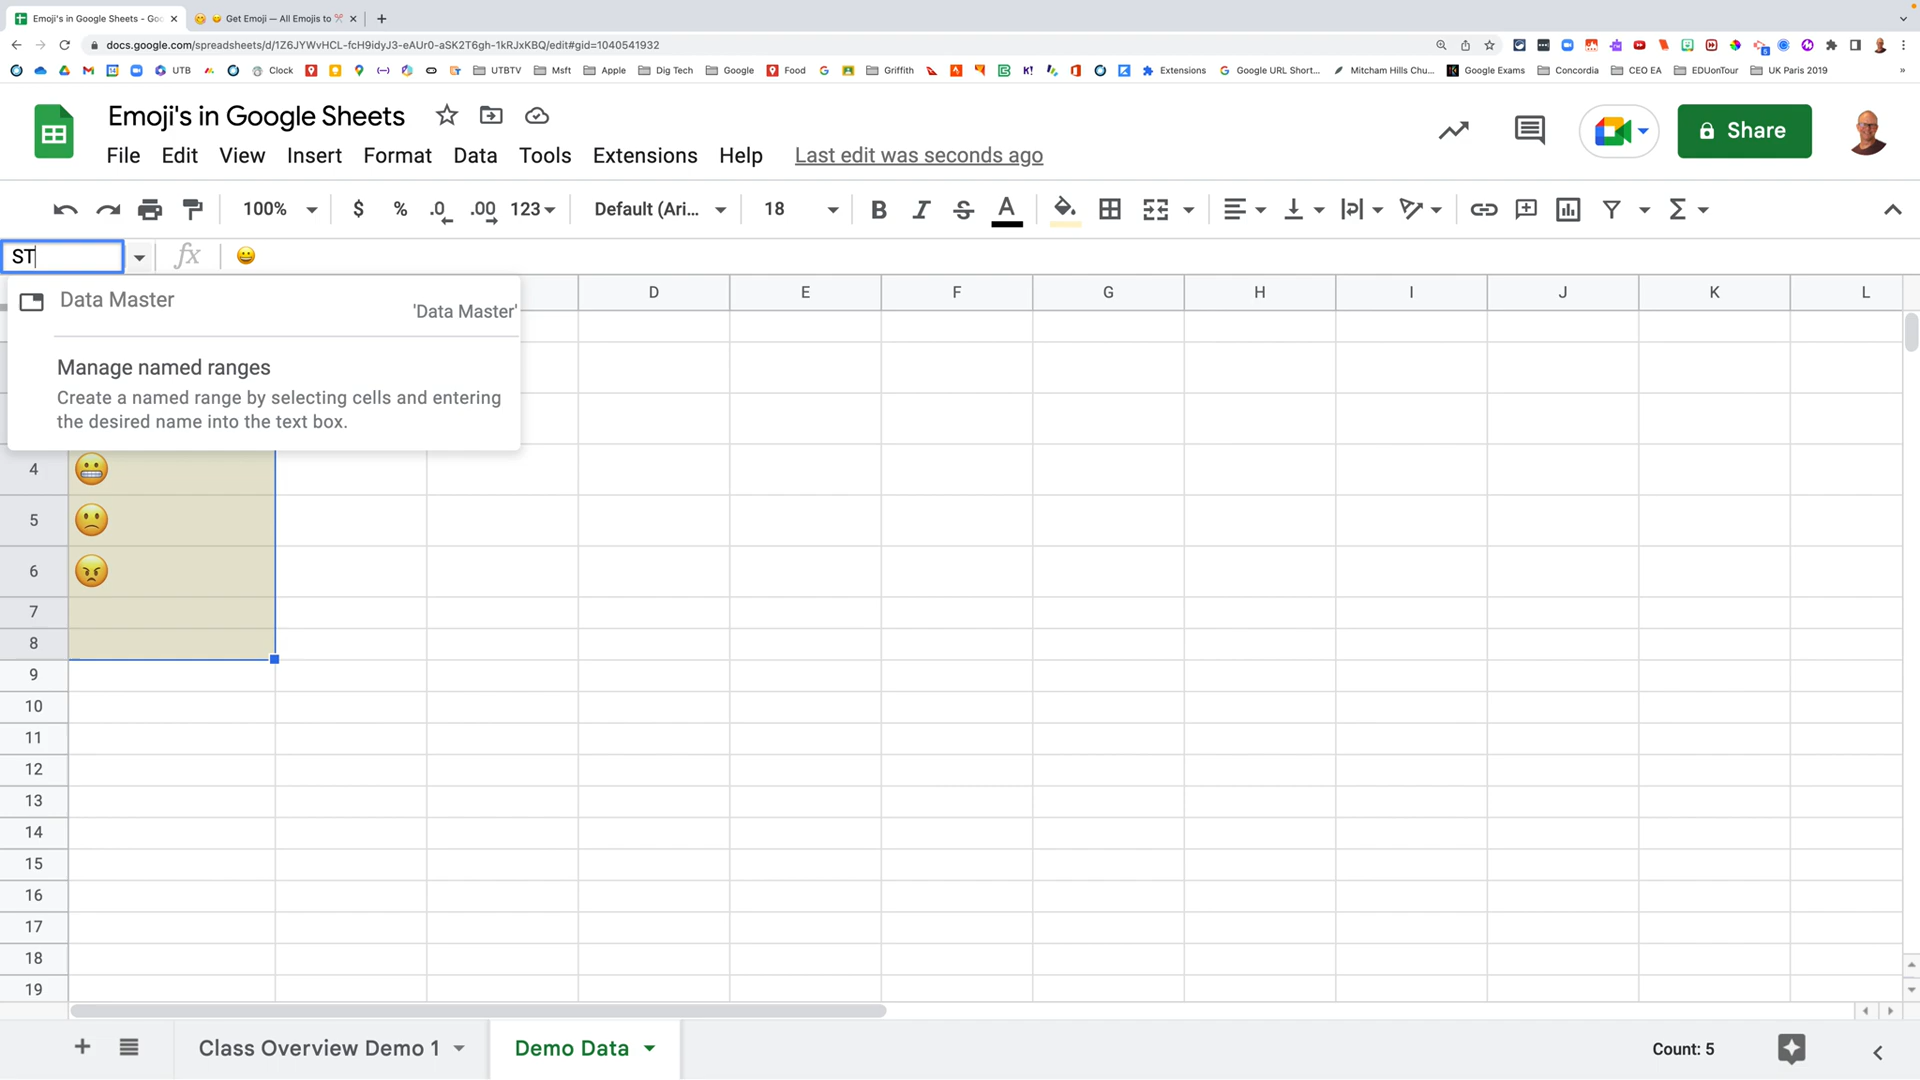 Emoji's in Google Sheets - Goo
Get Emoji — All Emojis to
docs.google.com/spreadsheets/d/1Z6JYWvHCL-fcH9idyJ3-eAUr0-aSK2T6gh-1kRJxKBQ/edit#gid=1040541932
UTB
Clock
UTBTV
Msft
Apple
Dig Tech
Google
Food
Griffith
Extensions
Google URL Short...
Mitcham Hills Chu...
Google Exams
Concordia
CEO EA
EDUonTour
UK Paris 2019
Emoji's in Google Sheets
Share
File Edit View Insert Format Data Tools Extensions Help Last edit was seconds ago
100% $ % .0 .00 123 Default (Ari... 18 B I S A Σ
ST fx 😀
D E F G H I J K L
Data Master
'Data Master'
Manage named ranges
Create a named range by selecting cells and entering
the desired name into the text box.
4
5
6
7
8
9
10
11
12
13
14
15
16
17
18
19
Class Overview Demo 1 Demo Data Count: 5